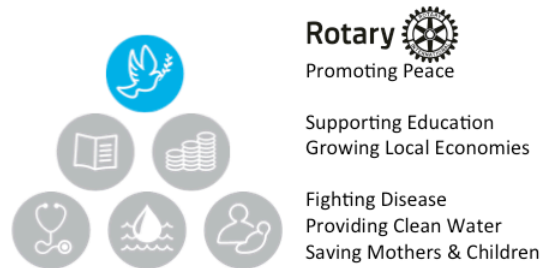 Rotary
Promoting Peace
Supporting Education
Growing Local Economies
Fighting Disease
Providing Clean Water
Saving Mothers & Children